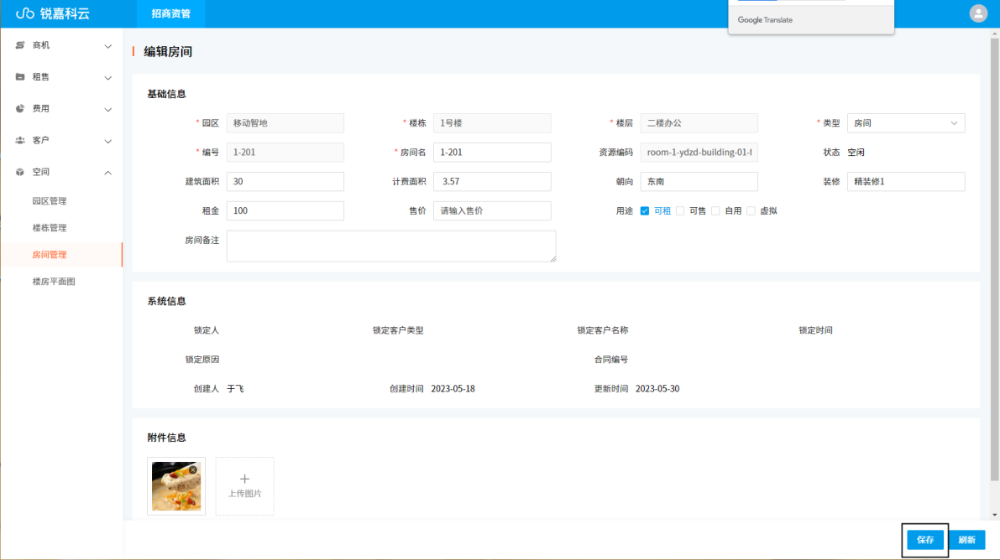 锐嘉科云
招商资管
Google Translate
商机
租售
费用
客户
空间
园区管理
楼栋管理
房间管理
楼房平面图
编辑房间
基础信息
* 园区 移动智地 * 楼栋 1号楼 * 楼层 二楼办公 * 类型 房间
* 编号 1-201 * 房间名 1-201 资源编码 room-1-ydzd-building-01-f 状态 空闲
建筑面积 30 计费面积 3.57 朝向 东南 装修 精装修1
租金 100 售价 请输入售价 用途 可租 可售 自用 虚拟
房间备注
系统信息
锁定人 锁定客户类型 锁定客户名称 锁定时间
锁定原因 合同编号
创建人 于飞 创建时间 2023-05-18 更新时间 2023-05-30
附件信息
上传图片
保存 刷新